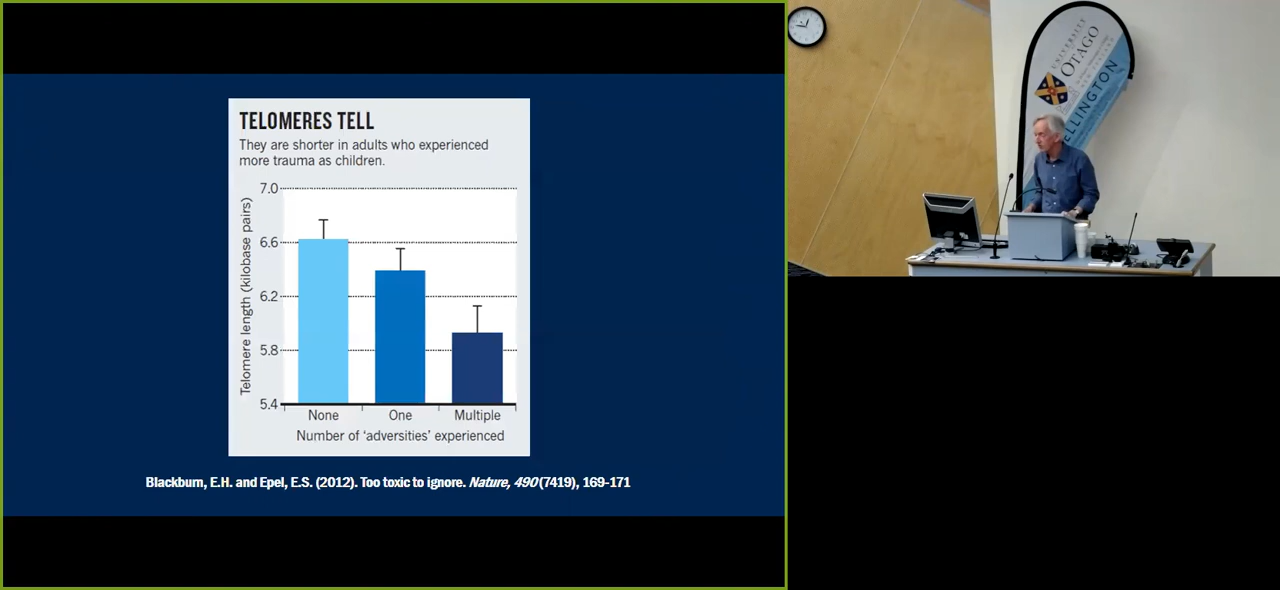 TELOMERES TELL
They are shorter in adults who experienced
more trauma as children.
Telomere length (kilobase pairs)
7.0
6.6
6.2
5.8
5.4
None One Multiple
Number of ‘adversities’ experienced
Blackburn, E.H. and Epel, E.S. (2012). Too toxic to ignore. Nature, 490(7419), 169-171
UNIVERSITY
OTAGO
ELLINGTON